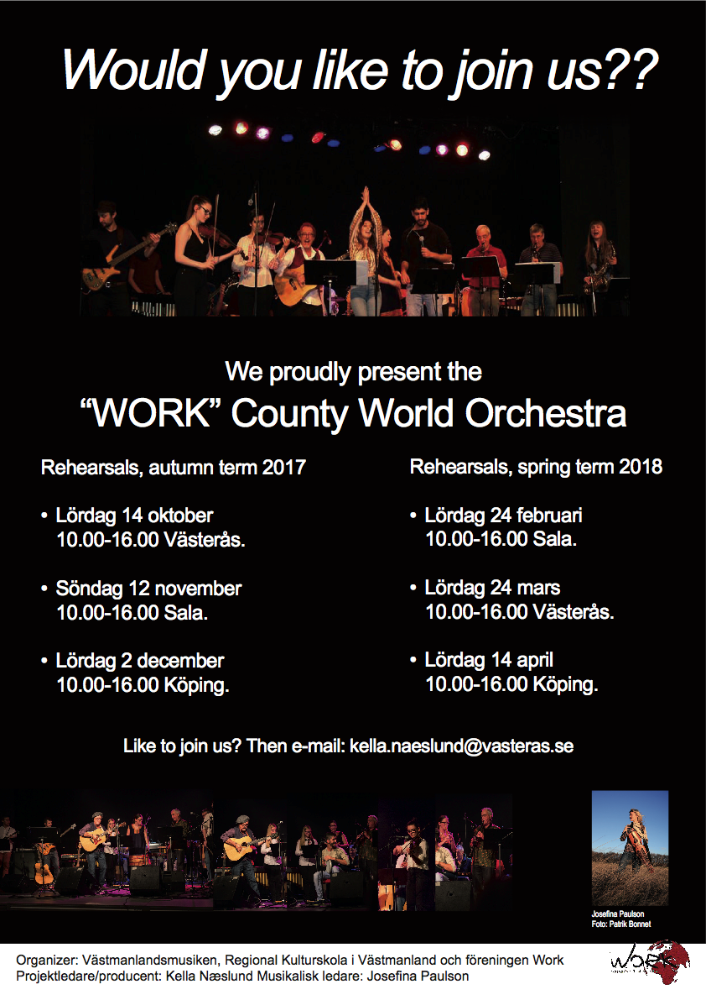 Would you like to join us??
We proudly present the
“WORK” County World Orchestra
Rehearsals, autumn term 2017
• Lördag 14 oktober
10.00-16.00 Västerås.
• Söndag 12 november
10.00-16.00 Sala.
• Lördag 2 december
10.00-16.00 Köping.
Rehearsals, spring term 2018
• Lördag 24 februari
10.00-16.00 Sala.
• Lördag 24 mars
10.00-16.00 Västerås.
• Lördag 14 april
10.00-16.00 Köping.
Like to join us? Then e-mail: kella.naeslund@vasteras.se
Josefina Paulson
Foto: Patrik Bonnet
Organizer: Västmanlandsmusiken, Regional Kulturskola i Västmanland och föreningen Work
Projektledare/producent: Kella Næslund Musikalisk ledare: Josefina Paulson
WORK